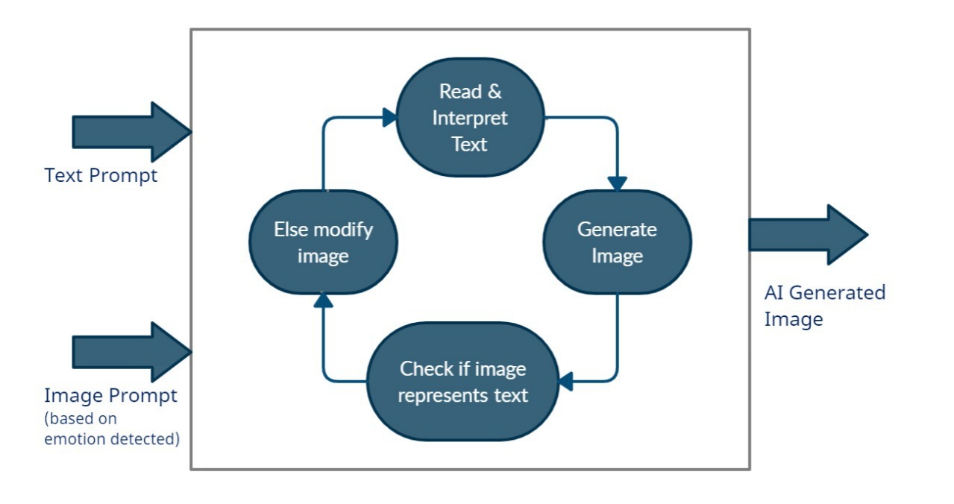 Read &
Interpret
Text
Text Prompt
Else modify
image
Generate
Image
AI Generated
Image
Check if image
represents text
Image Prompt
(based on
emotion detected)